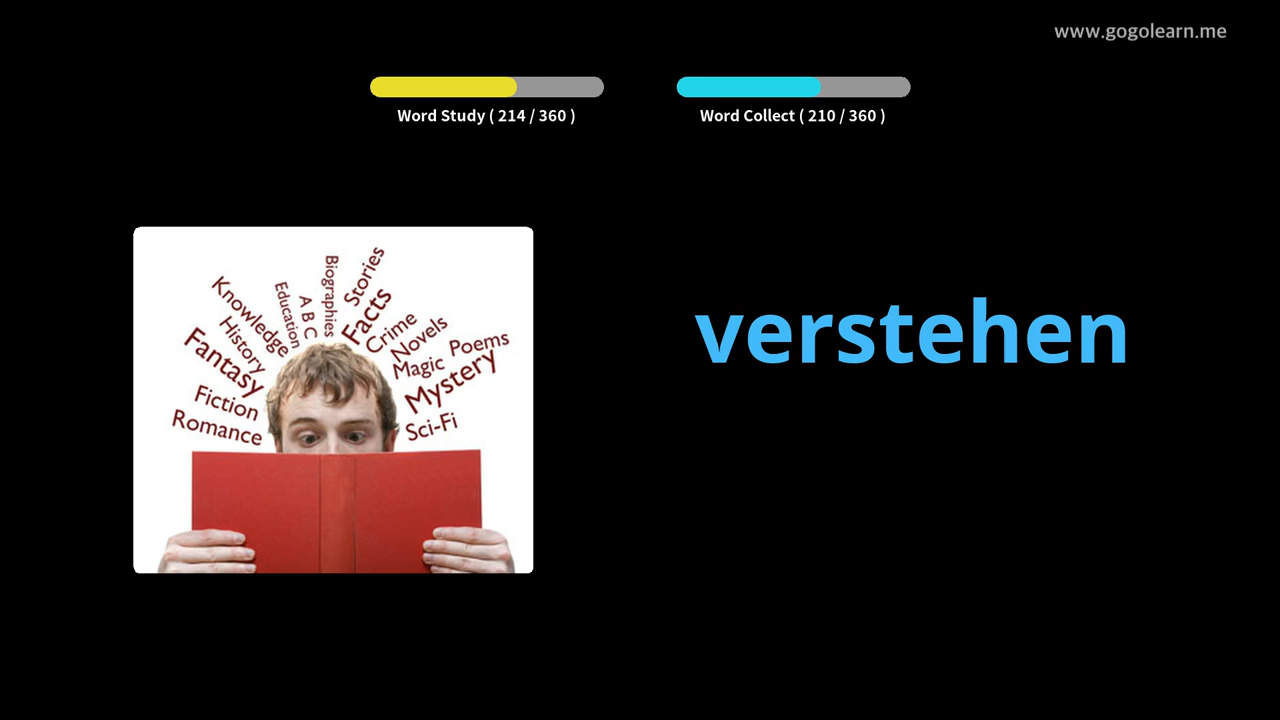 www.gogolearn.me
Word Study ( 214 / 360 )
Word Collect ( 210 / 360 )
Biographies
Stories
Knowledge
Education
A B C
Facts
History
Crime
Novels
Fantasy
Magic
Poems
Mystery
Fiction
Romance
Sci-Fi
verstehen